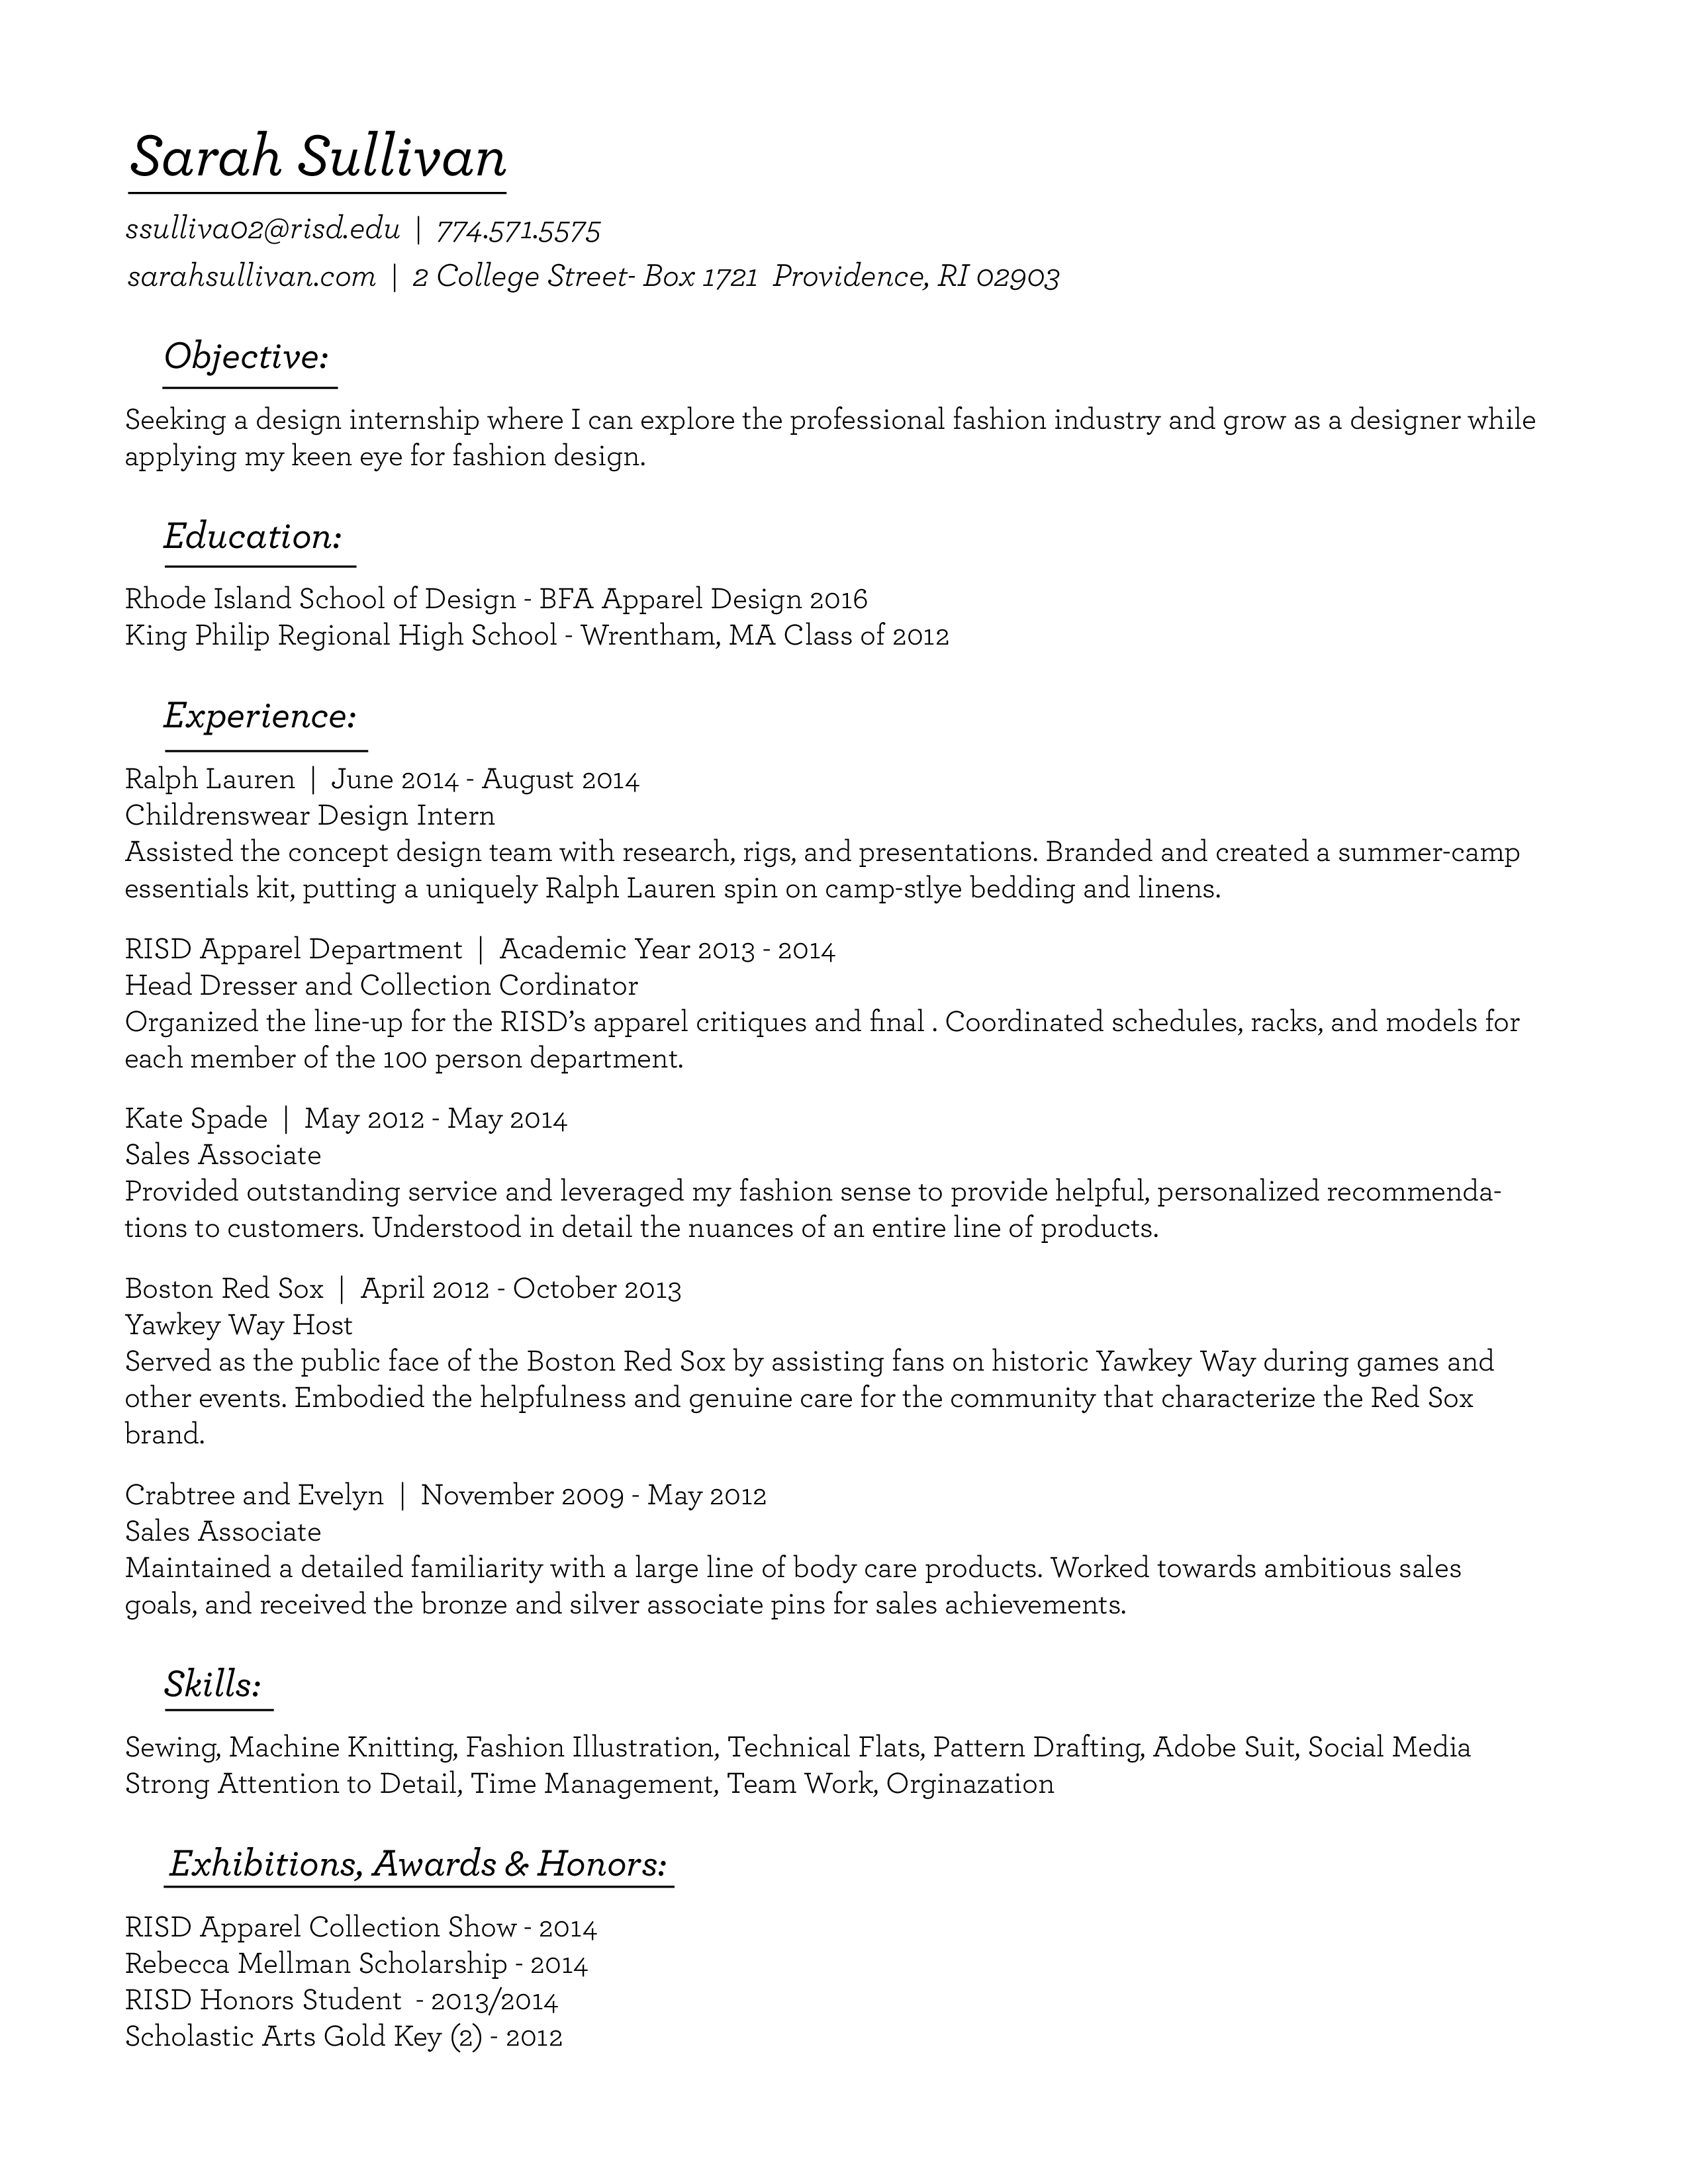 Sarah Sullivan
ssulliva02@risd.edu | 774.571.5575
sarahsullivan.com | 2 College Street- Box 1721 Providence, RI 02903
Objective:
Seeking a design internship where I can explore the professional fashion industry and grow as a designer while
applying my keen eye for fashion design.
Education:
Rhode Island School of Design - BFA Apparel Design 2016
King Philip Regional High School - Wrentham, MA Class of 2012
Experience:
Ralph Lauren | June 2014 - August 2014
Childrenswear Design Intern
Assisted the concept design team with research, rigs, and presentations. Branded and created a summer-camp
essentials kit, putting a uniquely Ralph Lauren spin on camp-stlye bedding and linens.
RISD Apparel Department | Academic Year 2013 - 2014
Head Dresser and Collection Cordinator
Organized the line-up for the RISD’s apparel critiques and final . Coordinated schedules, racks, and models for
each member of the 100 person department.
Kate Spade | May 2012 - May 2014
Sales Associate
Provided outstanding service and leveraged my fashion sense to provide helpful, personalized recommenda-
tions to customers. Understood in detail the nuances of an entire line of products.
Boston Red Sox | April 2012 - October 2013
Yawkey Way Host
Served as the public face of the Boston Red Sox by assisting fans on historic Yawkey Way during games and
other events. Embodied the helpfulness and genuine care for the community that characterize the Red Sox
brand.
Crabtree and Evelyn | November 2009 - May 2012
Sales Associate
Maintained a detailed familiarity with a large line of body care products. Worked towards ambitious sales
goals, and received the bronze and silver associate pins for sales achievements.
Skills:
Sewing, Machine Knitting, Fashion Illustration, Technical Flats, Pattern Drafting, Adobe Suit, Social Media
Strong Attention to Detail, Time Management, Team Work, Orginazation
Exhibitions, Awards & Honors:
RISD Apparel Collection Show - 2014
Rebecca Mellman Scholarship - 2014
RISD Honors Student - 2013/2014
Scholastic Arts Gold Key (2) - 2012